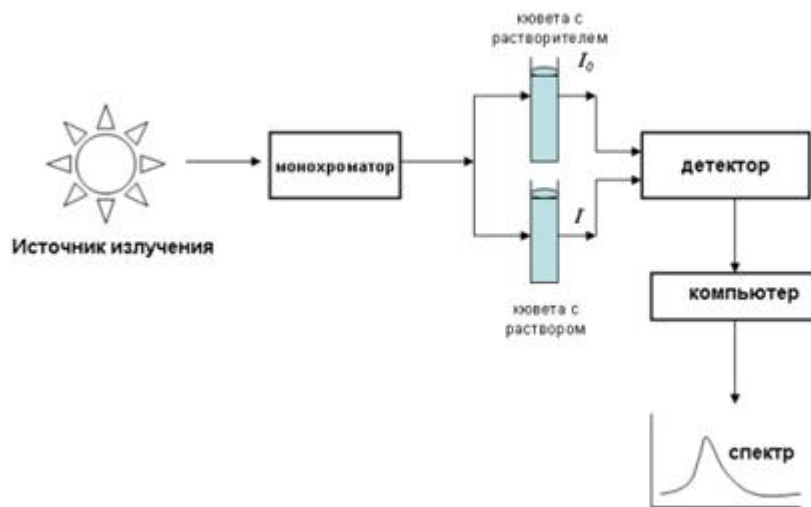 кювета с
растворителем
I₀
монохроматор
детектор
Источник излучения
I
компьютер
кювета с
раствором
спектр